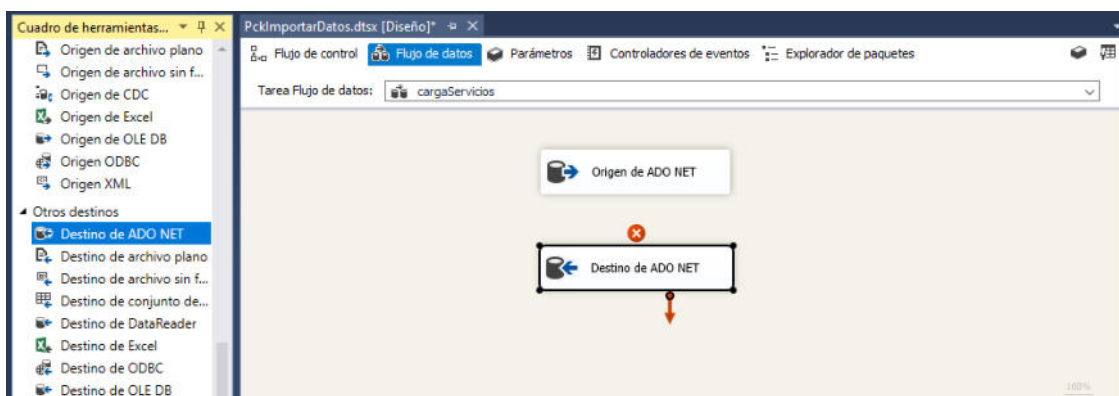 Cuadro de herramientas...
Origen de archivo plano
Origen de archivo sin f...
Origen de CDC
Origen de Excel
Origen de OLE DB
Origen ODBC
Origen XML
Otros destinos
Destino de ADO NET
Destino de archivo plano
Destino de archivo sin f...
Destino de conjunto de...
Destino de DataReader
Destino de Excel
Destino de ODBC
Destino de OLE DB
PckImportarDatos.dtsx [Diseño]*
Flujo de control Flujo de datos Parámetros Controladores de eventos Explorador de paquetes
Tarea Flujo de datos: cargaServicios
Origen de ADO NET
Destino de ADO NET
100%